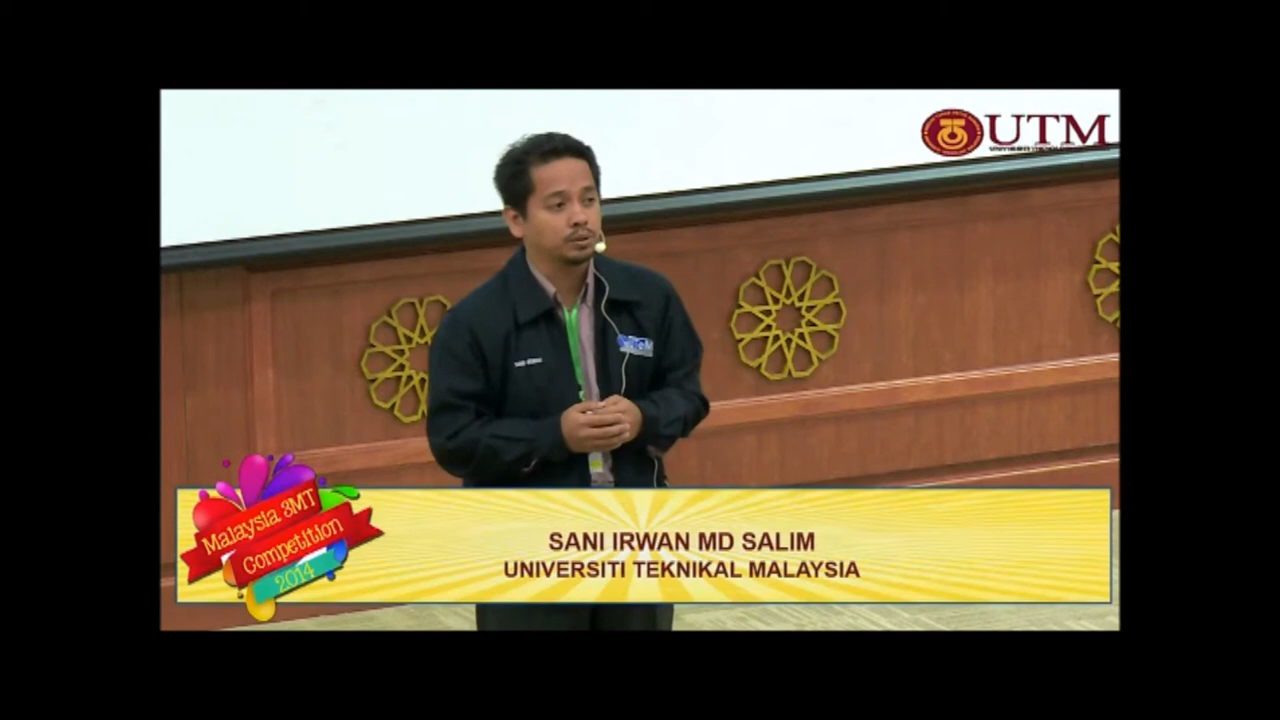 UTM
Malaysia 3MT
Competition
2014
SANI IRWAN MD SALIM
UNIVERSITI TEKNIKAL MALAYSIA